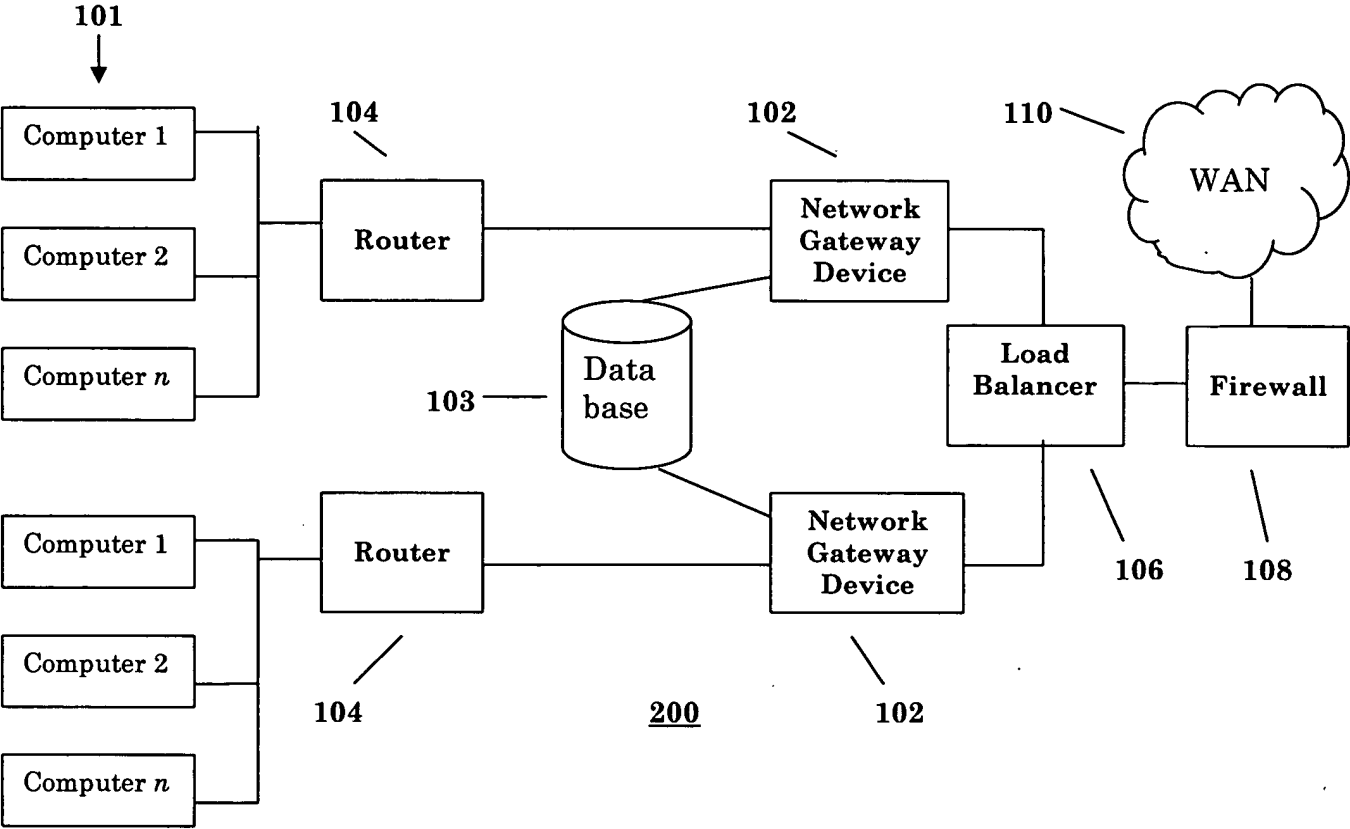 101
Computer 1
Computer 2
Computer n
104
Router
102
Network
Gateway
Device
110
WAN
103
Data
base
Load
Balancer
Firewall
106
108
Computer 1
Computer 2
Computer n
Router
104
Network
Gateway
Device
102
200